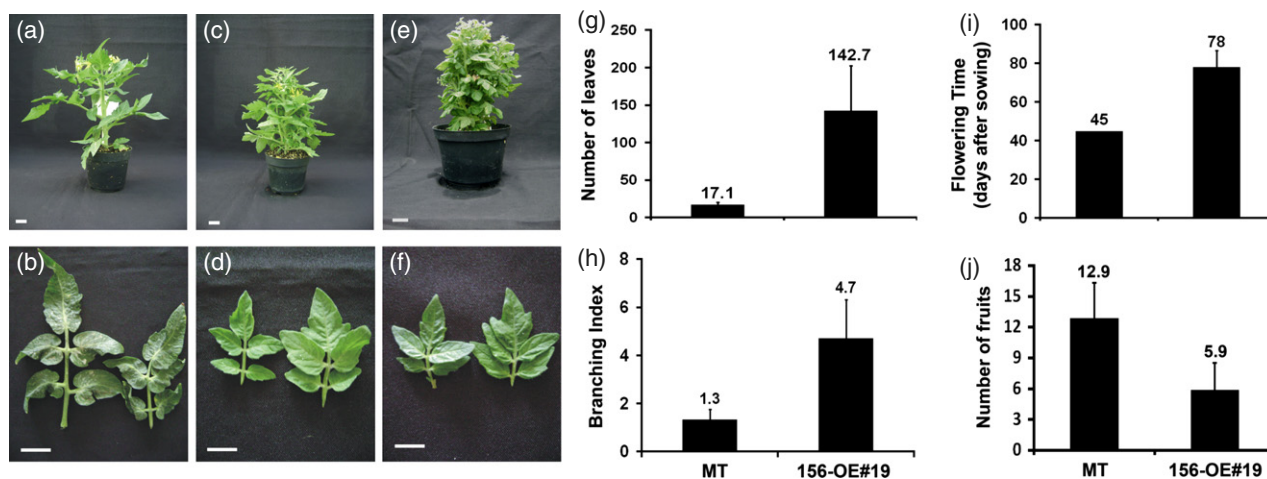 (a)
(c)
(e)
(b)
(d)
(f)
(g)
Number of leaves
250
200
150
100
50
0
17.1
142.7
(h)
Branching Index
8
6
4
2
0
1.3
4.7
MT
156-OE#19
(i)
Flowering Time
(days after sowing)
100
80
60
40
20
0
45
78
(j)
Number of fruits
18
15
12
9
6
3
0
12.9
5.9
MT
156-OE#19